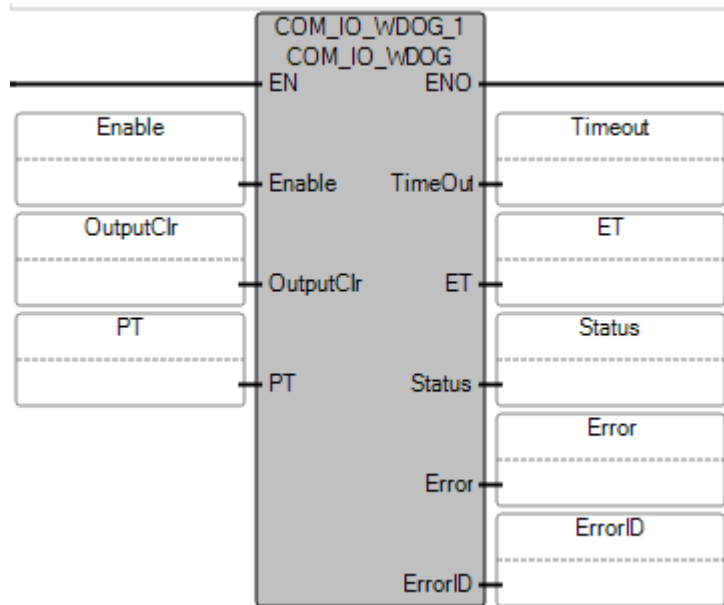 COM_IO_WDOG_1
COM_IO_WDOG
EN ENO
Enable Timeout
Enable TimeOut
OutputClr ET
OutputClr ET
PT Status
PT Status
Error
Error
ErrorID
ErrorID